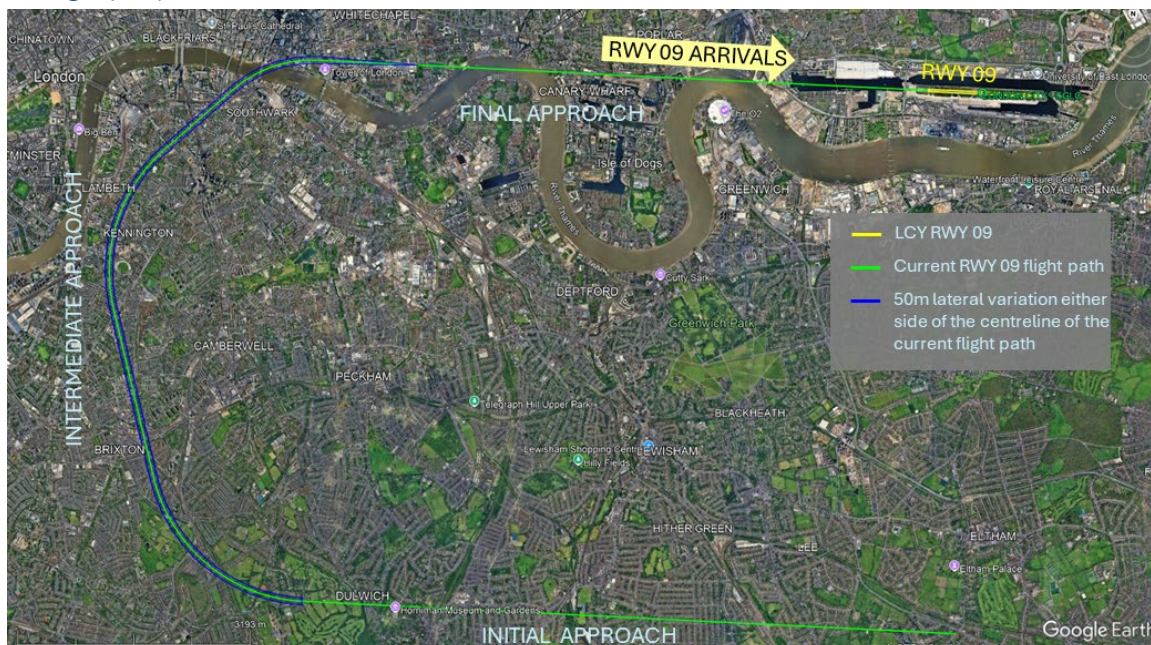 WHITECHAPEL
CHINATOWN
St. Paul's Cathedral
BLACKFRIARS
POPLAR
RWY 09 ARRIVALS
RWY 09
University of East London
London
Tower of London
CANARY WHARF
The O2
SOUTHWARK
FINAL APPROACH
Big Ben
Isle of Dogs
River Thames
River Thames
Waterfront Leisure Centre
ROYAL ARSENAL
LAMBETH
GREENWICH
KENNINGTON
LCY RWY 09
Current RWY 09 flight path
50m lateral variation either
side of the centreline of the
current flight path
Cutty Sark
DEPTFORD
Greenwich Park
INTERMEDIATE APPROACH
CAMBERWELL
PECKHAM
Telegraph Hill Upper Park
BLACKHEATH
BRIXTON
Lewisham Shopping Centre
LEWISHAM
Hilly Fields
HITHER GREEN
LEE
ELTHAM
Eltham Palace
DULWICH
Horniman Museum and Gardens
3193 m
INITIAL APPROACH
Google Earth